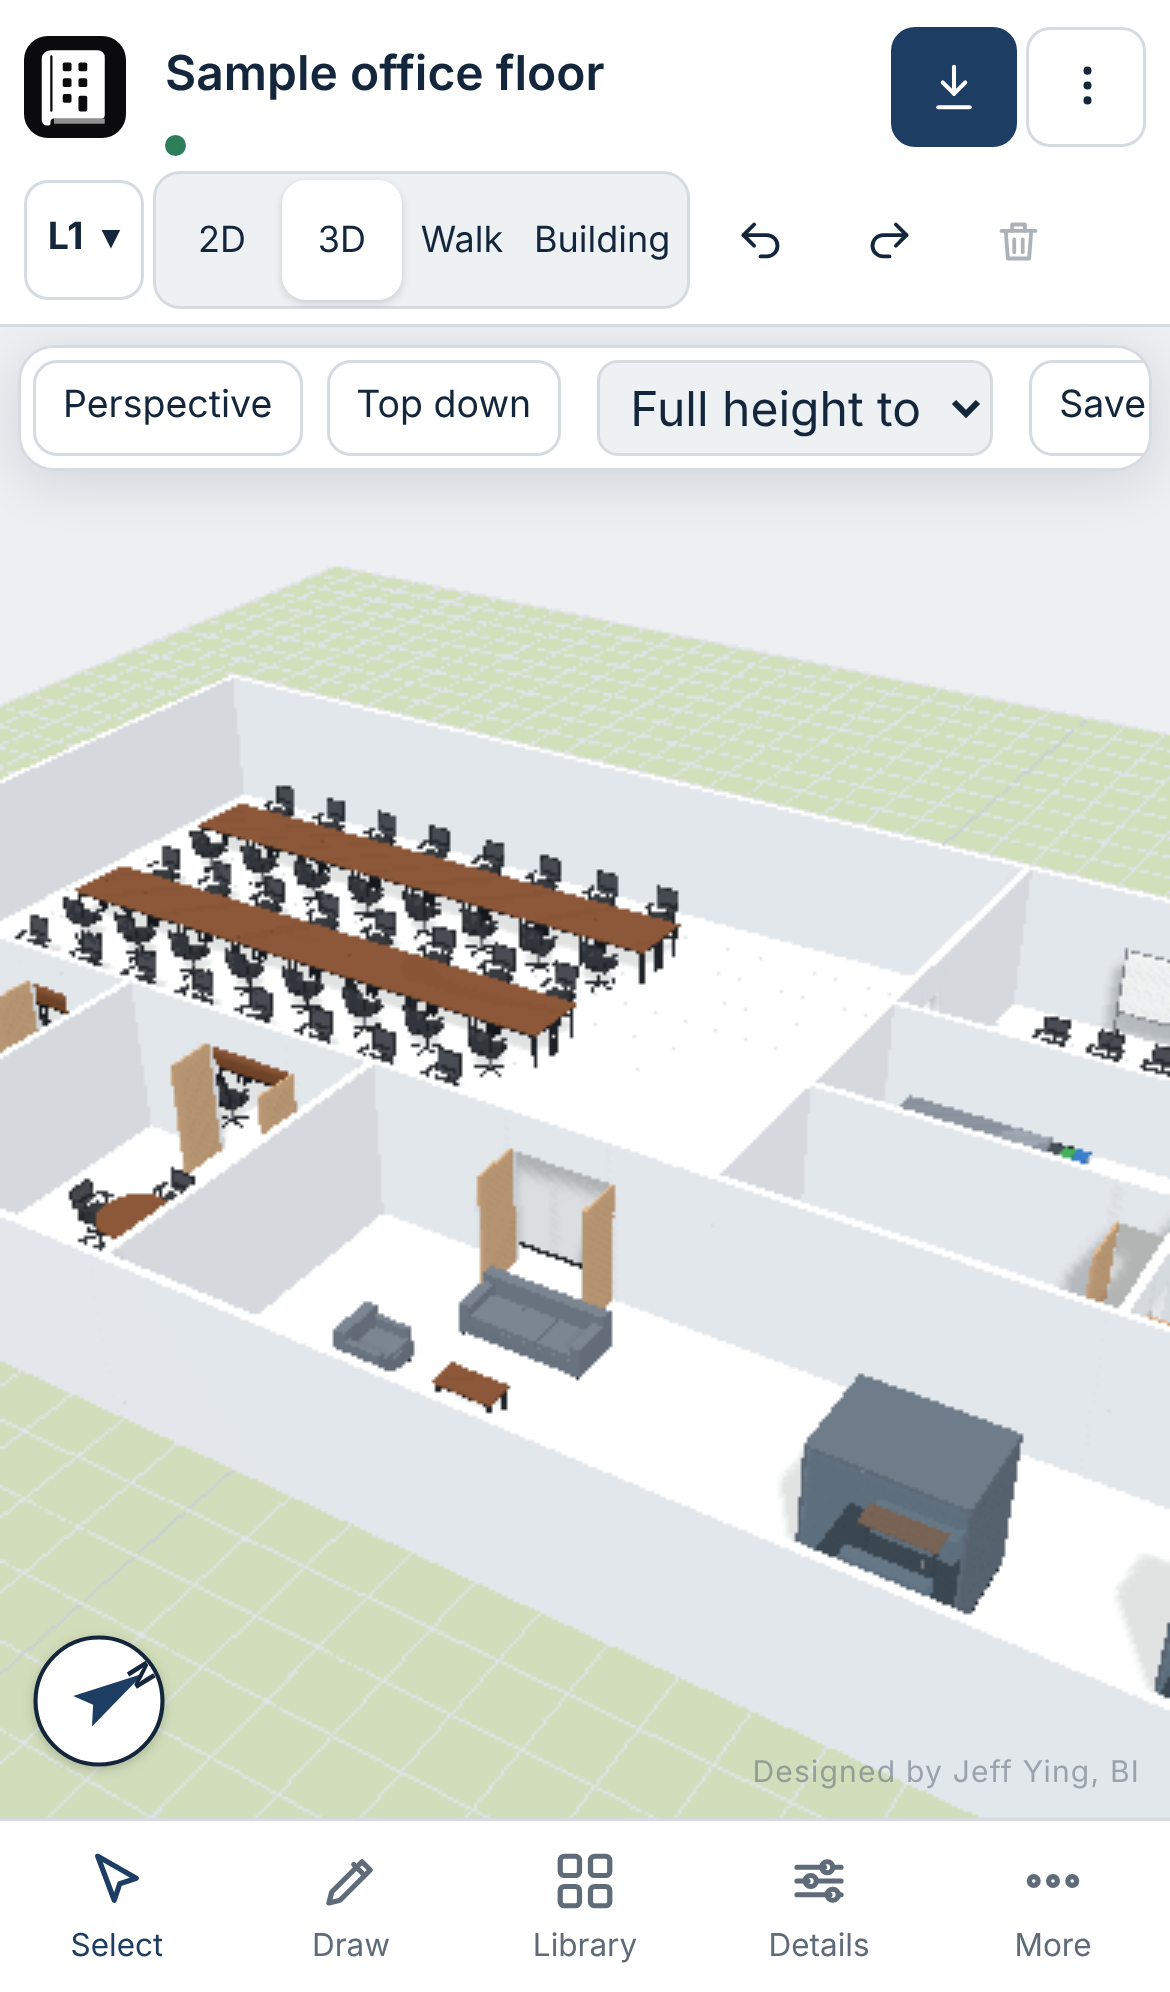 Sample office floor
L1 ▼
2D
3D
Walk
Building
Perspective
Top down
Full height to
Save
N
Designed by Jeff Ying, BI
Select
Draw
Library
Details
More